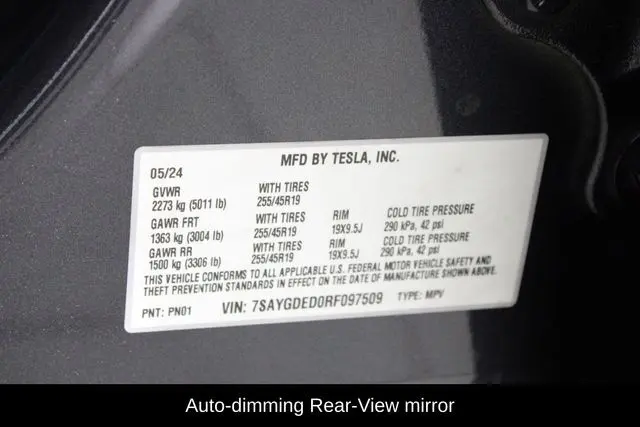 MFD BY TESLA, INC.
05/24
GVWR WITH TIRES
2273 kg (5011 lb) 255/45R19
GAWR FRT WITH TIRES RIM COLD TIRE PRESSURE
1363 kg (3004 lb) 255/45R19 19X9.5J 290 kPa, 42 psi
GAWR RR WITH TIRES RIM COLD TIRE PRESSURE
1500 kg (3306 lb) 255/45R19 19X9.5J 290 kPa, 42 psi
THIS VEHICLE CONFORMS TO ALL APPLICABLE U.S. FEDERAL MOTOR VEHICLE SAFETY AND
THEFT PREVENTION STANDARDS IN EFFECT ON THE DATE OF MANUFACTURE SHOWN ABOVE.
PNT: PN01 VIN: 7SAYGDED0RF097509 TYPE: MPV
Auto-dimming Rear-View mirror